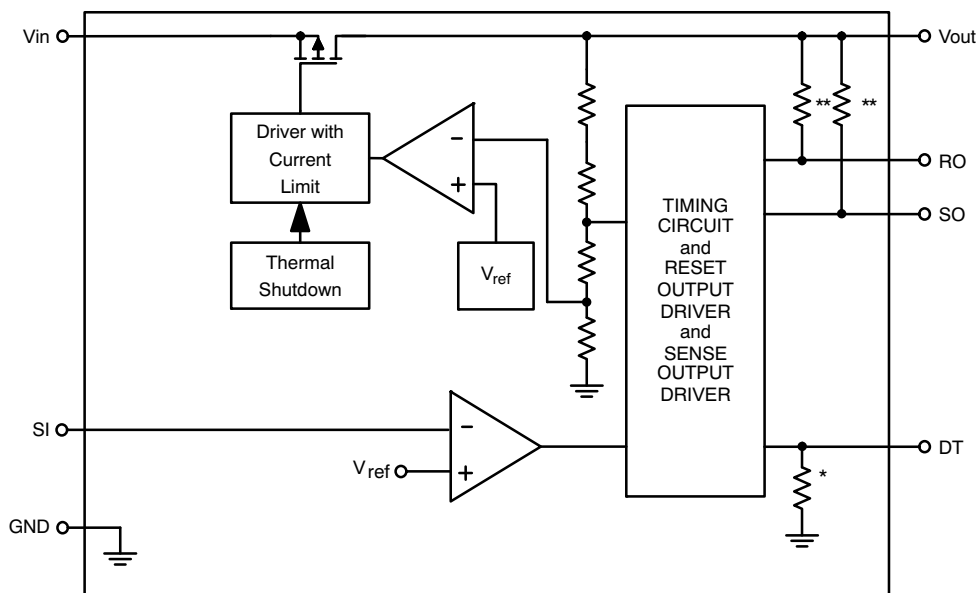 Vin
Vout
**
**
Driver with
Current
Limit
-
+
RO
SO
Thermal
Shutdown
Vref
TIMING
CIRCUIT
and
RESET
OUTPUT
DRIVER
and
SENSE
OUTPUT
DRIVER
SI
-
Vref
+
DT
*
GND